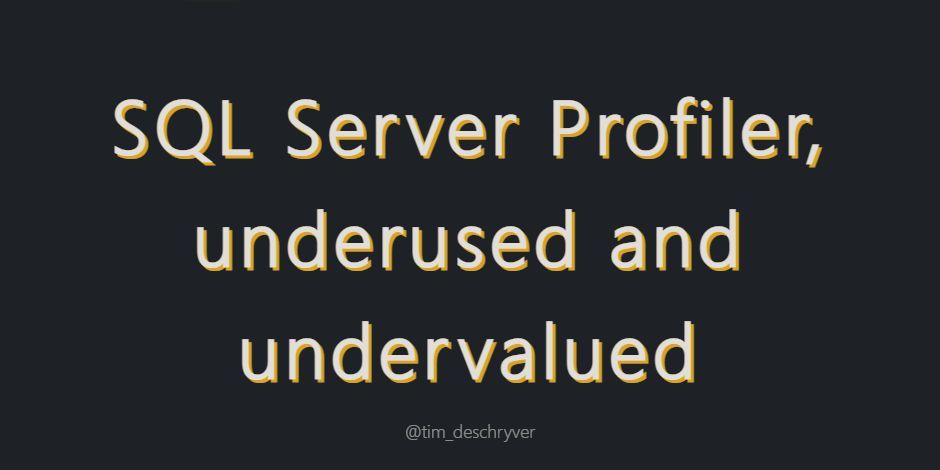 SQL Server Profiler,
underused and
undervalued
@tim_deschryver